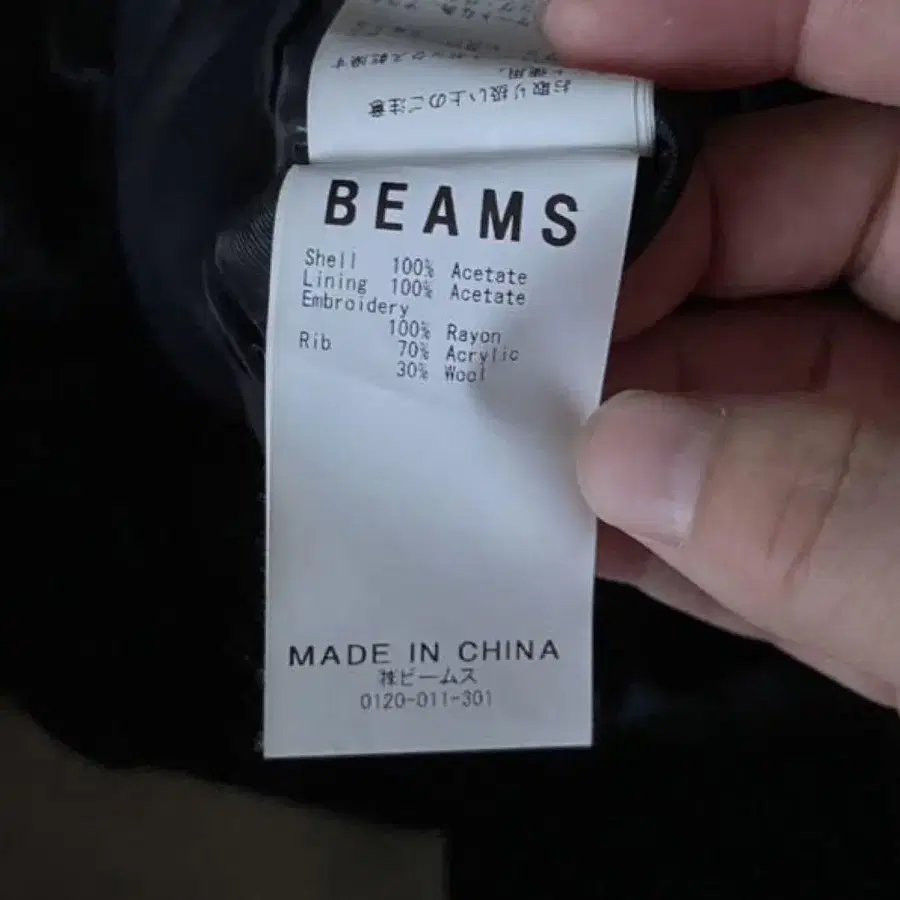 お取り扱い上のご注意
BEAMS
Shell 100% Acetate
Lining 100% Acetate
Embroidery
100% Rayon
Rib 70% Acrylic
30% Wool
MADE IN CHINA
㈱ビームス
0120-011-301